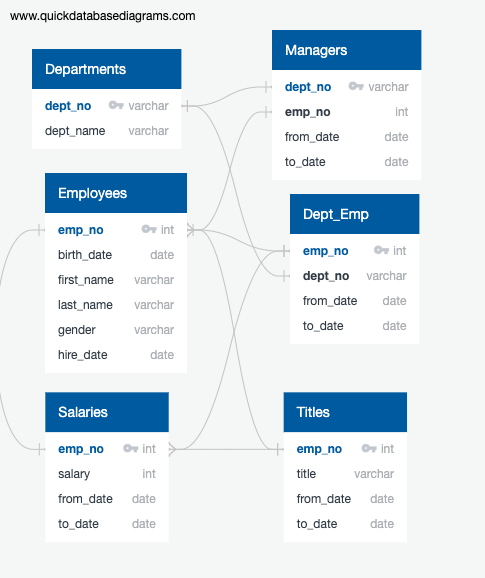 www.quickdatabasediagrams.com
Departments
dept_no varchar
dept_name varchar
Managers
dept_no varchar
emp_no int
from_date date
to_date date
Employees
emp_no int
birth_date date
first_name varchar
last_name varchar
gender varchar
hire_date date
Dept_Emp
emp_no int
dept_no varchar
from_date date
to_date date
Salaries
emp_no int
salary int
from_date date
to_date date
Titles
emp_no int
title varchar
from_date date
to_date date